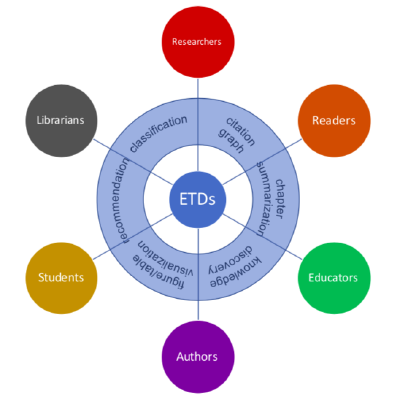 Researchers
Librarians
classification
citation
graph
Readers
recommendation
ETDs
chapter
summarization
Students
figure/table
visualization
knowledge
discovery
Educators
Authors